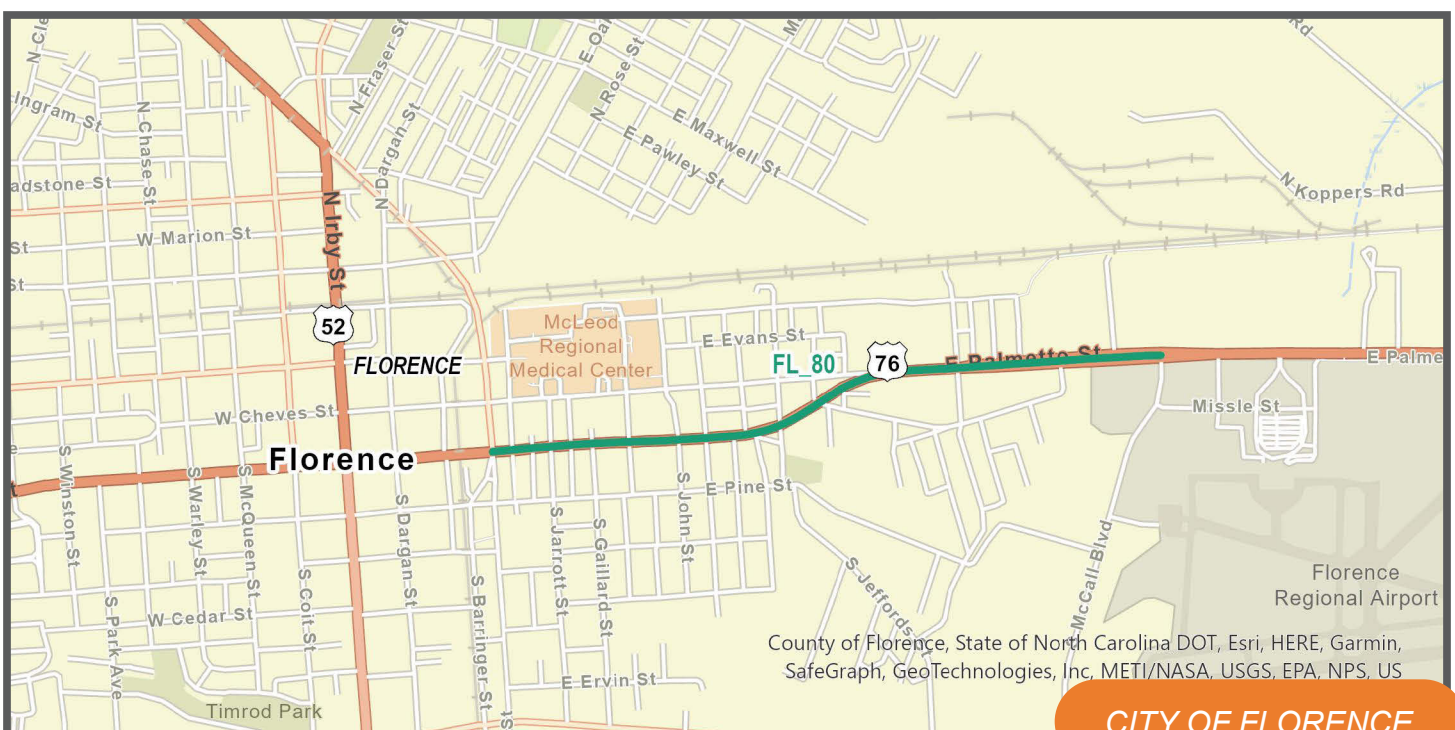 N Cle
N Fraser St
E Oa
N Rose St
Rd
Ingram St
N Chase St
N Dargan St
E Maxwell St
E Pawley St
adstone St
N Koppers Rd
N Irby St
W Marion St
St
St
52
McLeod
Regional
Medical Center
E Evans St
FLORENCE
FL_80
76
E Palmetto St
E Palme
W Cheves St
Missle St
Florence
t
S Winston St
S Warley St
S McQueen St
S Dargan St
S John St
E Pine St
S Jarrott St
S Gaillard St
S Coit St
S Barringer St
S Park Ave
W Cedar St
S Jeffords St
McCall Blvd
Florence
Regional Airport
County of Florence, State of North Carolina DOT, Esri, HERE, Garmin,
SafeGraph, GeoTechnologies, Inc, METI/NASA, USGS, EPA, NPS, US
E Ervin St
Timrod Park
St
CITY OF FLORENCE